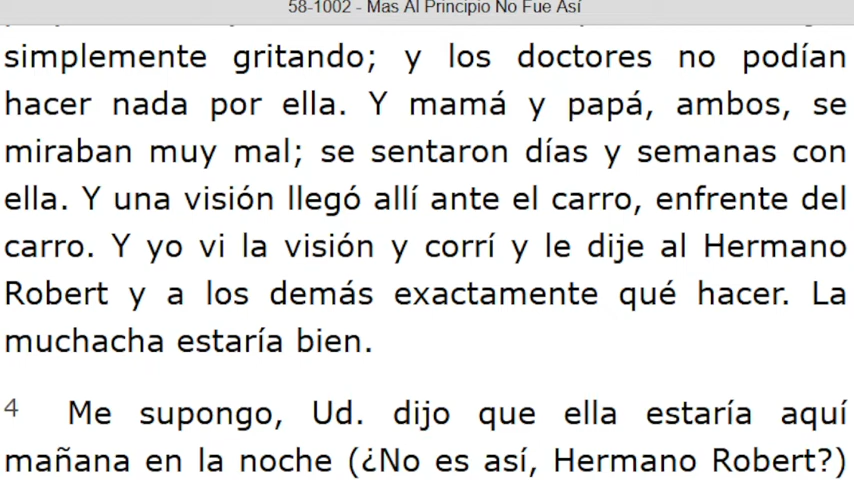 58-1002 - Mas Al Principio No Fue Así
simplemente gritando; y los doctores no podían
hacer nada por ella. Y mamá y papá, ambos, se
miraban muy mal; se sentaron días y semanas con
ella. Y una visión llegó allí ante el carro, enfrente del
carro. Y yo vi la visión y corrí y le dije al Hermano
Robert y a los demás exactamente qué hacer. La
muchacha estaría bien.
4 Me supongo, Ud. dijo que ella estaría aquí
mañana en la noche (¿No es así, Hermano Robert?)